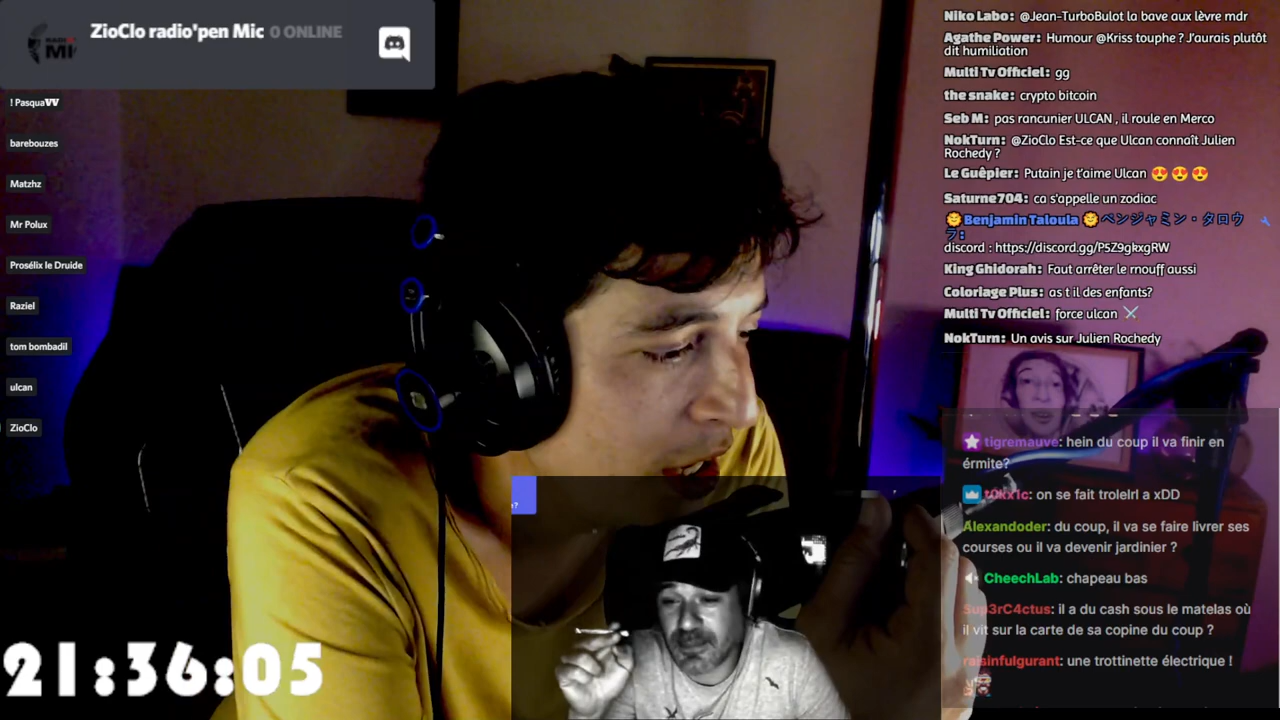 ZioClo radio'pen Mic 0 ONLINE
! PasquaVV
barebouzes
Matzhz
Mr Polux
Prosélix le Druide
Raziel
tom bombadil
ulcan
ZioClo
21:36:05
Niko Labo: @Jean-TurboBulot la bave aux lèvre mdr
Agathe Power: Humour @Kriss touphe ? J'aurais plutôt
dit humiliation
Multi Tv Officiel: gg
the snake: crypto bitcoin
Seb M: pas rancunier ULCAN , il roule en Merco
NokTurn: @ZioClo Est-ce que Ulcan connaît Julien
Rochedy ?
Le Guêpier: Putain je t'aime Ulcan 😍 😍 😍
Saturne704: ca s'appelle un zodiac
🌞Benjamin Taloula 🌞ベンジャミン・タロウ
ラ:
discord : https://discord.gg/PsZ9gkxgRW
King Ghidorah: Faut arrêter le rnouff aussi
Coloriage Plus: as t il des enfants?
Multi Tv Officiel: force ulcan ⚔
NokTurn: Un avis sur Julien Rochedy
tigremauve: hein du coup il va finir en
érmite?
t0kx1c: on se fait trolelrl a xDD
Alexandoder: du coup, il va se faire livrer ses
courses ou il va devenir jardinier ?
CheechLab: chapeau bas
Sup3rC4ctus: il a du cash sous le matelas où
il vit sur la carte de sa copine du coup ?
raisinfulgurant: une trottinette électrique !